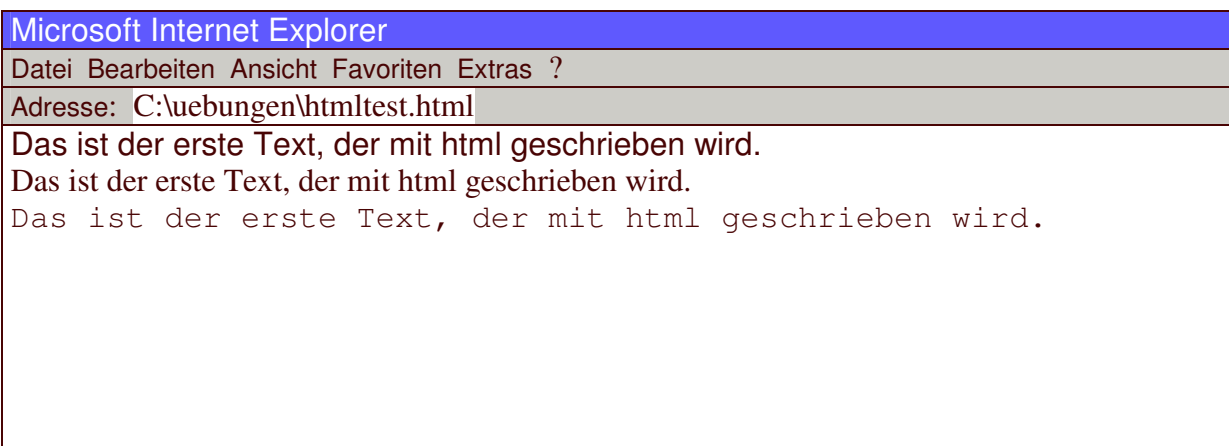 Microsoft Internet Explorer
Datei Bearbeiten Ansicht Favoriten Extras ?
Adresse: C:\uebungen\htmltest.html
Das ist der erste Text, der mit html geschrieben wird.
Das ist der erste Text, der mit html geschrieben wird.
Das ist der erste Text, der mit html geschrieben wird.